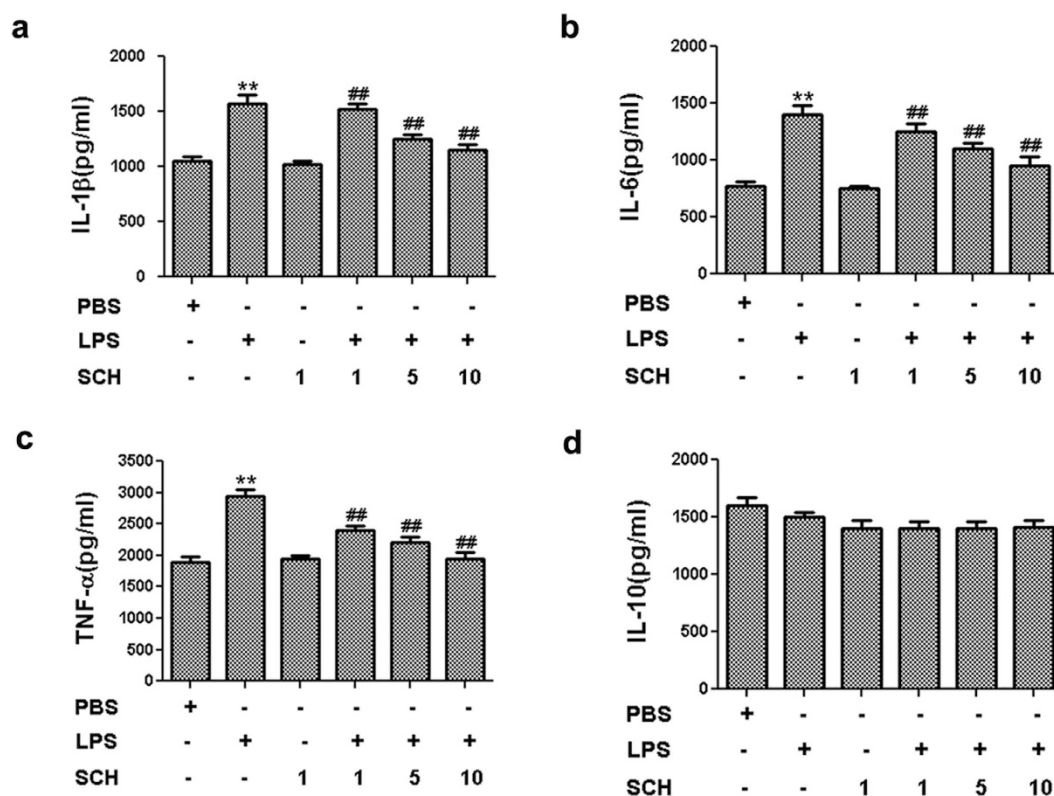 a
IL-1β(pg/ml)
2000
1500
1000
500
0
** ## ## ##
PBS + - - - - -
LPS - + - + + +
SCH - - 1 1 5 10
b
IL-6(pg/ml)
2000
1500
1000
500
0
** ## ## ##
PBS + - - - - -
LPS - + - + + +
SCH - - 1 1 5 10
c
TNF-α(pg/ml)
3500
3000
2500
2000
1500
1000
500
0
** ## ## ##
PBS + - - - - -
LPS - + - + + +
SCH - - 1 1 5 10
d
IL-10(pg/ml)
2000
1500
1000
500
0
PBS + - - - - -
LPS - + - + + +
SCH - - 1 1 5 10